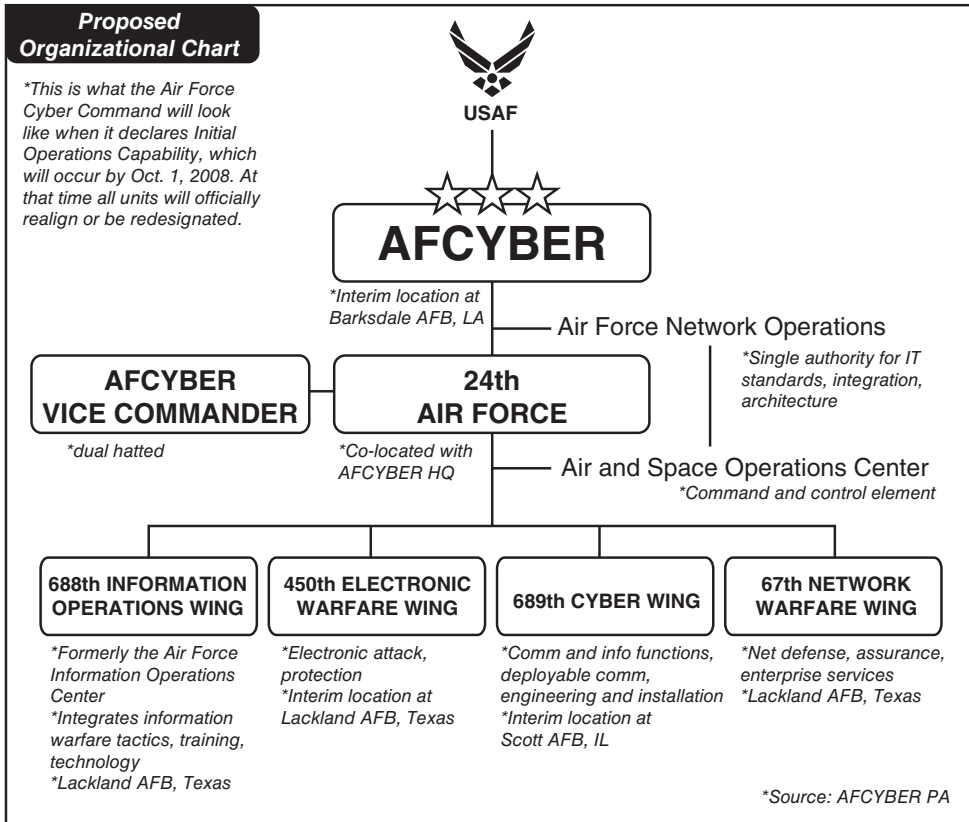 Proposed
Organizational Chart
*This is what the Air Force
Cyber Command will look
like when it declares Initial
Operations Capability, which
will occur by Oct. 1, 2008. At
that time all units will officially
realign or be redesignated.
USAF
AFCYBER
*Interim location at
Barksdale AFB, LA
Air Force Network Operations
*Single authority for IT
standards, integration,
architecture
AFCYBER
VICE COMMANDER
*dual hatted
24th
AIR FORCE
*Co-located with
AFCYBER HQ
Air and Space Operations Center
*Command and control element
688th INFORMATION
OPERATIONS WING
*Formerly the Air Force
Information Operations
Center
*Integrates information
warfare tactics, training,
technology
*Lackland AFB, Texas
450th ELECTRONIC
WARFARE WING
*Electronic attack,
protection
*Interim location at
Lackland AFB, Texas
689th CYBER WING
*Comm and info functions,
deployable comm,
engineering and installation
*Interim location at
Scott AFB, IL
67th NETWORK
WARFARE WING
*Net defense, assurance,
enterprise services
*Lackland AFB, Texas
*Source: AFCYBER PA